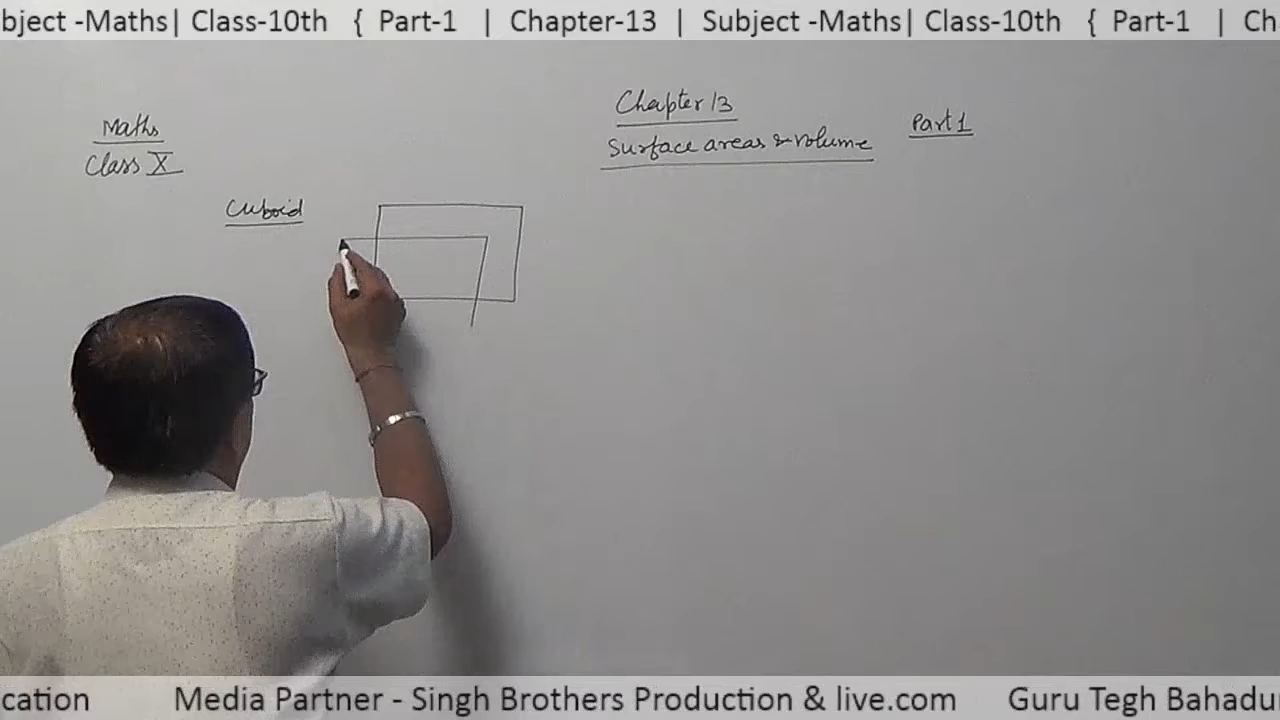 bject -Maths| Class-10th { Part-1 | Chapter-13 | Subject -Maths| Class-10th { Part-1 | Ch
Maths
Class X
Chapter 13
Surface areas & Volume
Part 1
Cuboid
cation Media Partner - Singh Brothers Production & live.com Guru Tegh Bahadu